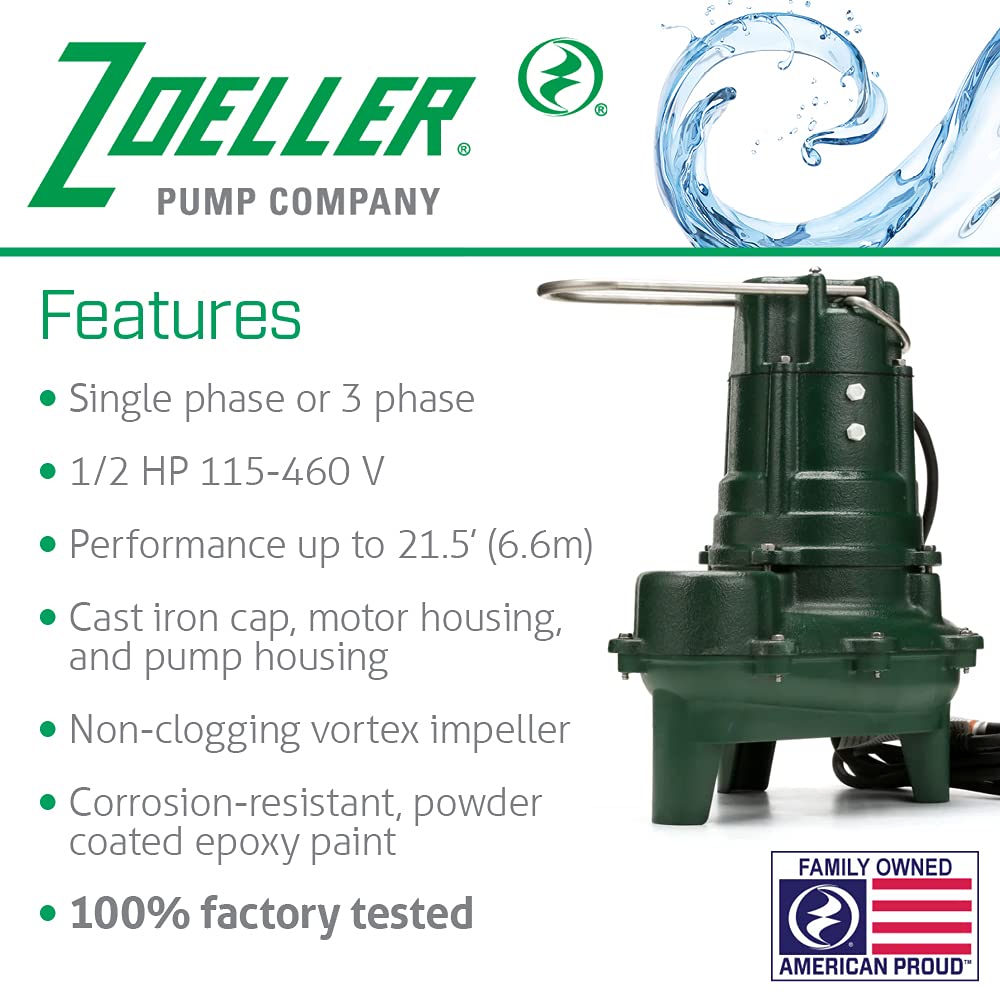 ZOELLER®
PUMP COMPANY
®
Features
• Single phase or 3 phase
• 1/2 HP 115-460 V
• Performance up to 21.5’ (6.6m)
• Cast iron cap, motor housing,
and pump housing
• Non-clogging vortex impeller
• Corrosion-resistant, powder
coated epoxy paint
• 100% factory tested
FAMILY OWNED
®
AMERICAN PROUD™